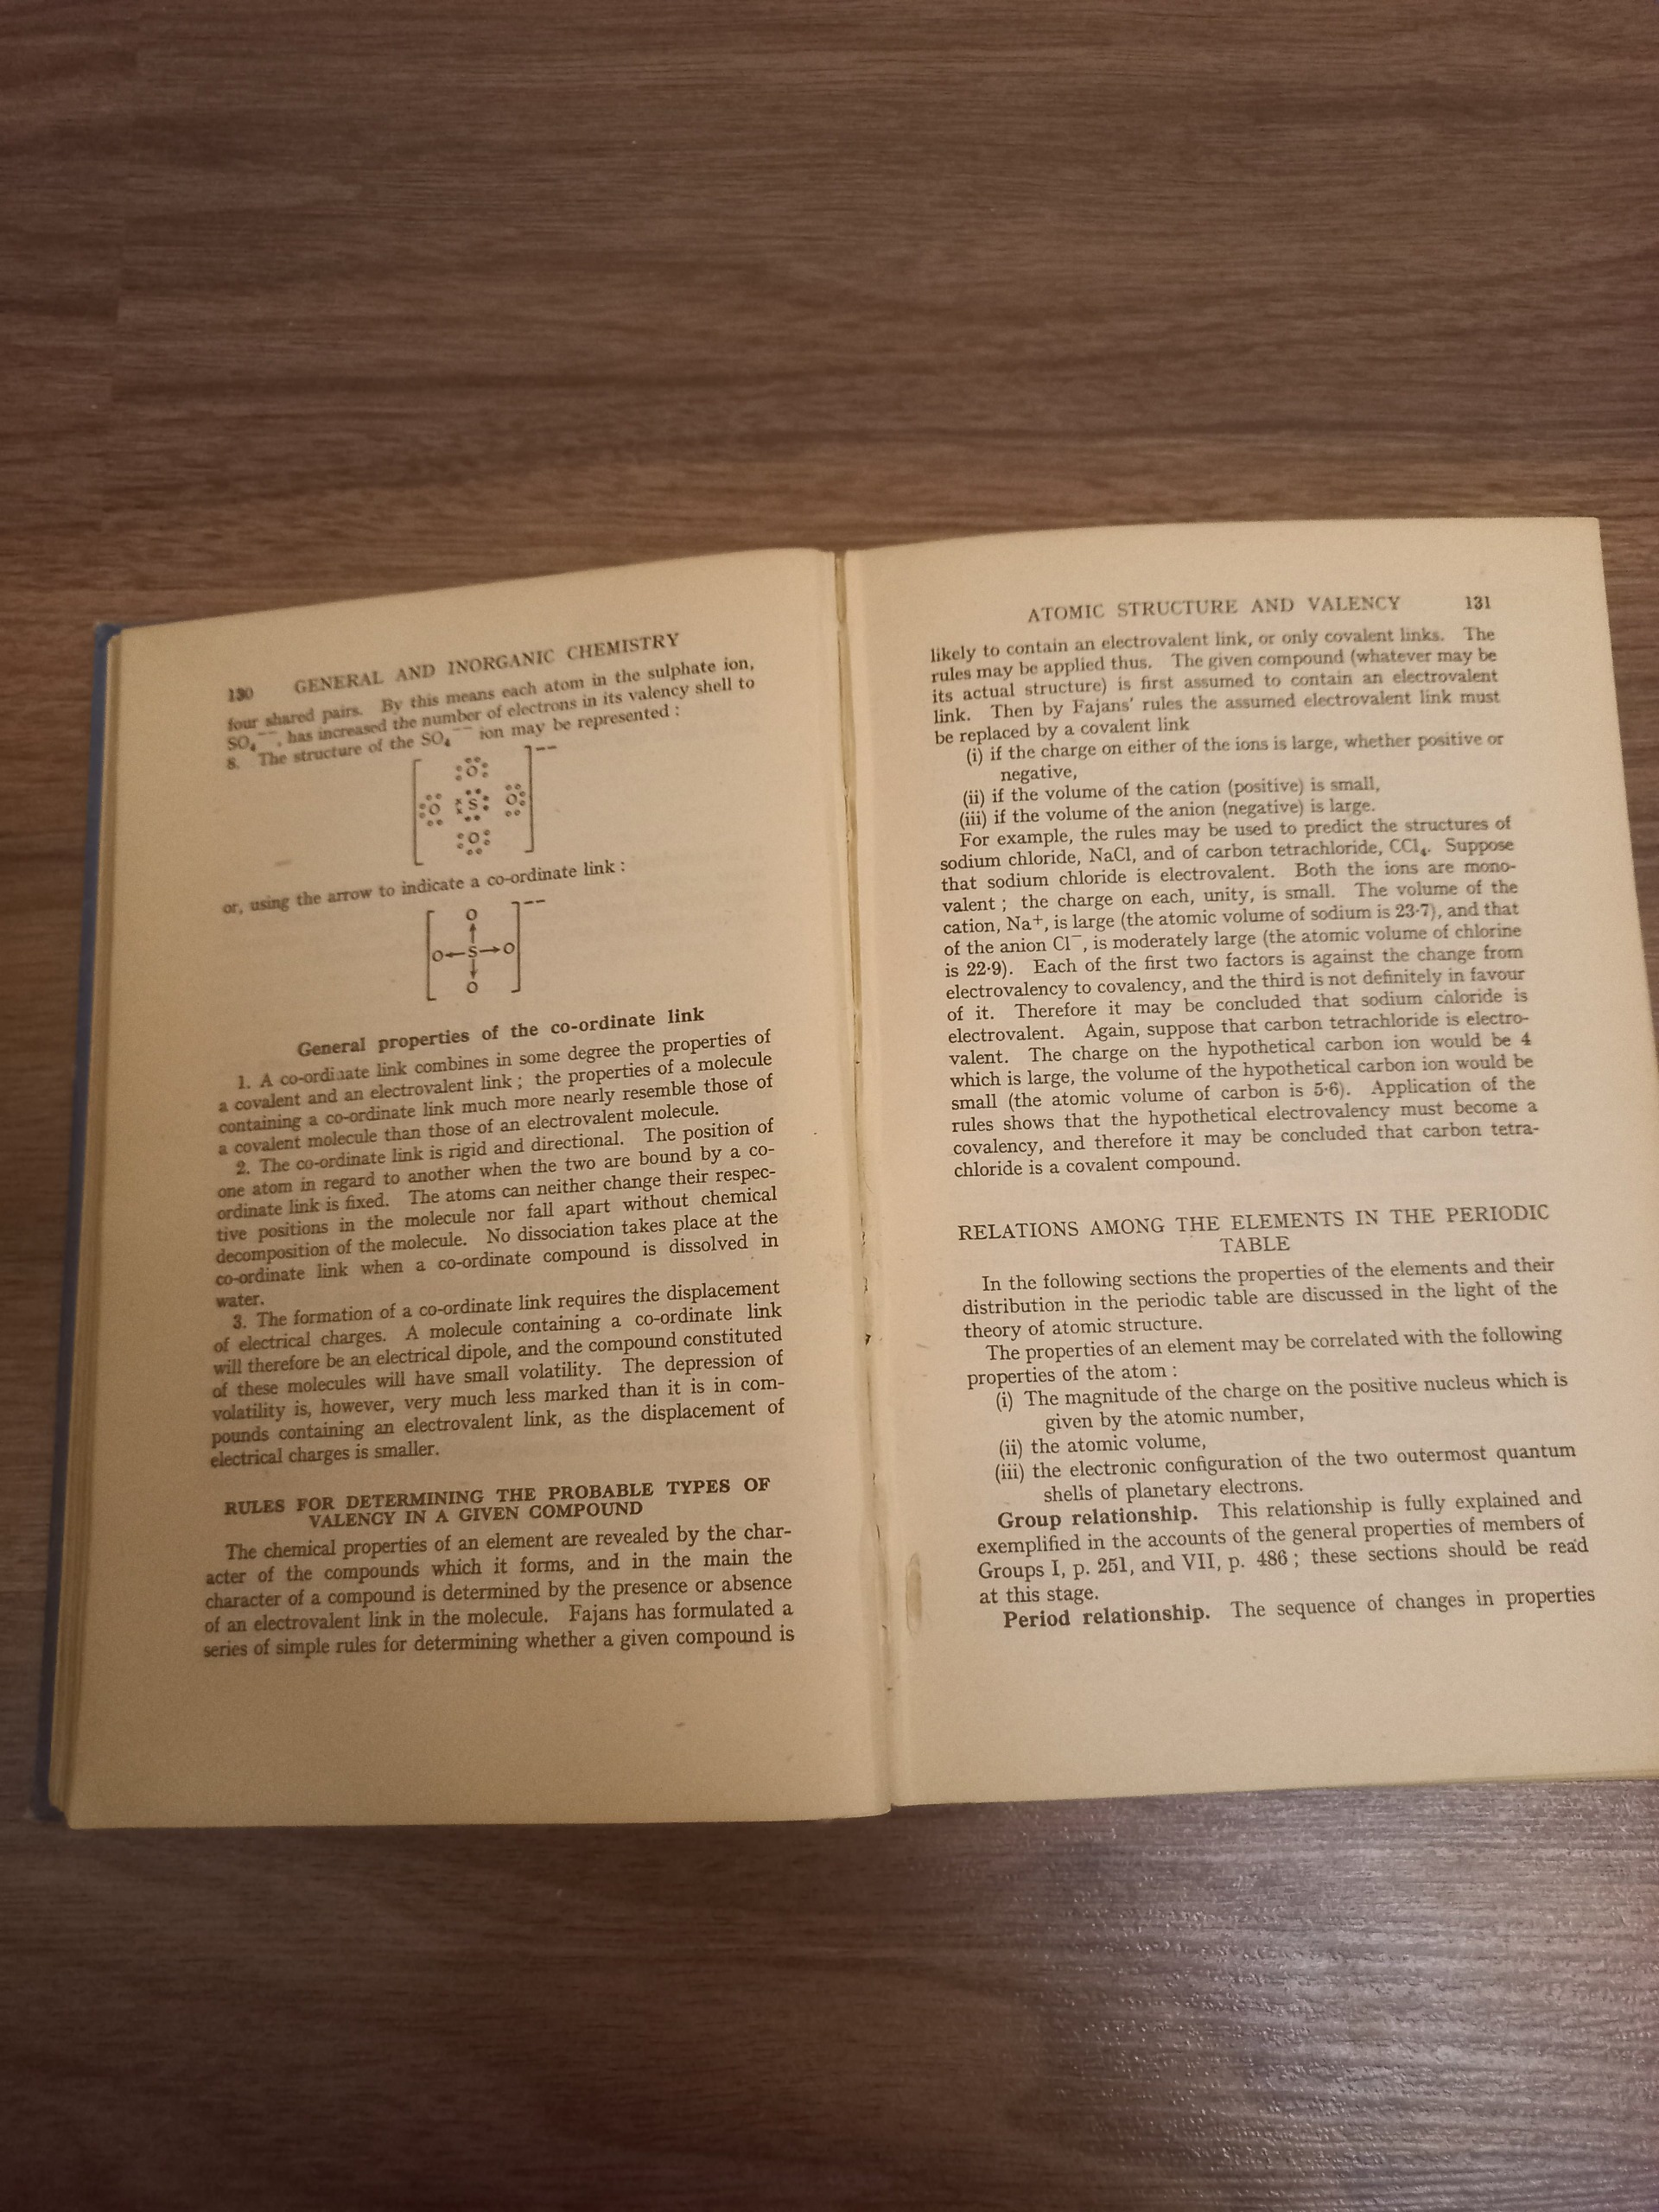 130 GENERAL AND INORGANIC CHEMISTRY
four shared pairs. By this means each atom in the sulphate ion,
SO₄⁻⁻, has increased the number of electrons in its valency shell to
8. The structure of the SO₄⁻⁻ ion may be represented :
O
O S O
O
or, using the arrow to indicate a co-ordinate link :
O
↑
O←S→O
↓
O
General properties of the co-ordinate link
1. A co-ordinate link combines in some degree the properties of
a covalent and an electrovalent link ; the properties of a molecule
containing a co-ordinate link much more nearly resemble those of
a covalent molecule than those of an electrovalent molecule.
2. The co-ordinate link is rigid and directional. The position of
one atom in regard to another when the two are bound by a co-
ordinate link is fixed. The atoms can neither change their respec-
tive positions in the molecule nor fall apart without chemical
decomposition of the molecule. No dissociation takes place at the
co-ordinate link when a co-ordinate compound is dissolved in
water.
3. The formation of a co-ordinate link requires the displacement
of electrical charges. A molecule containing a co-ordinate link
will therefore be an electrical dipole, and the compound constituted
of these molecules will have small volatility. The depression of
volatility is, however, very much less marked than it is in com-
pounds containing an electrovalent link, as the displacement of
electrical charges is smaller.
RULES FOR DETERMINING THE PROBABLE TYPES OF
VALENCY IN A GIVEN COMPOUND
The chemical properties of an element are revealed by the char-
acter of the compounds which it forms, and in the main the
character of a compound is determined by the presence or absence
of an electrovalent link in the molecule. Fajans has formulated a
series of simple rules for determining whether a given compound is
ATOMIC STRUCTURE AND VALENCY 131
likely to contain an electrovalent link, or only covalent links. The
rules may be applied thus. The given compound (whatever may be
its actual structure) is first assumed to contain an electrovalent
link. Then by Fajans' rules the assumed electrovalent link must
be replaced by a covalent link
(i) if the charge on either of the ions is large, whether positive or
negative,
(ii) if the volume of the cation (positive) is small,
(iii) if the volume of the anion (negative) is large.
For example, the rules may be used to predict the structures of
sodium chloride, NaCl, and of carbon tetrachloride, CCl₄. Suppose
that sodium chloride is electrovalent. Both the ions are mono-
valent ; the charge on each, unity, is small. The volume of the
cation, Na⁺, is large (the atomic volume of sodium is 23·7), and that
of the anion Cl⁻, is moderately large (the atomic volume of chlorine
is 22·9). Each of the first two factors is against the change from
electrovalency to covalency, and the third is not definitely in favour
of it. Therefore it may be concluded that sodium chloride is
electrovalent. Again, suppose that carbon tetrachloride is electro-
valent. The charge on the hypothetical carbon ion would be 4
which is large, the volume of the hypothetical carbon ion would be
small (the atomic volume of carbon is 5·6). Application of the
rules shows that the hypothetical electrovalency must become a
covalency, and therefore it may be concluded that carbon tetra-
chloride is a covalent compound.
RELATIONS AMONG THE ELEMENTS IN THE PERIODIC
TABLE
In the following sections the properties of the elements and their
distribution in the periodic table are discussed in the light of the
theory of atomic structure.
The properties of an element may be correlated with the following
properties of the atom :
(i) The magnitude of the charge on the positive nucleus which is
given by the atomic number,
(ii) the atomic volume,
(iii) the electronic configuration of the two outermost quantum
shells of planetary electrons.
Group relationship. This relationship is fully explained and
exemplified in the accounts of the general properties of members of
Groups I, p. 251, and VII, p. 486 ; these sections should be read
at this stage.
Period relationship. The sequence of changes in properties